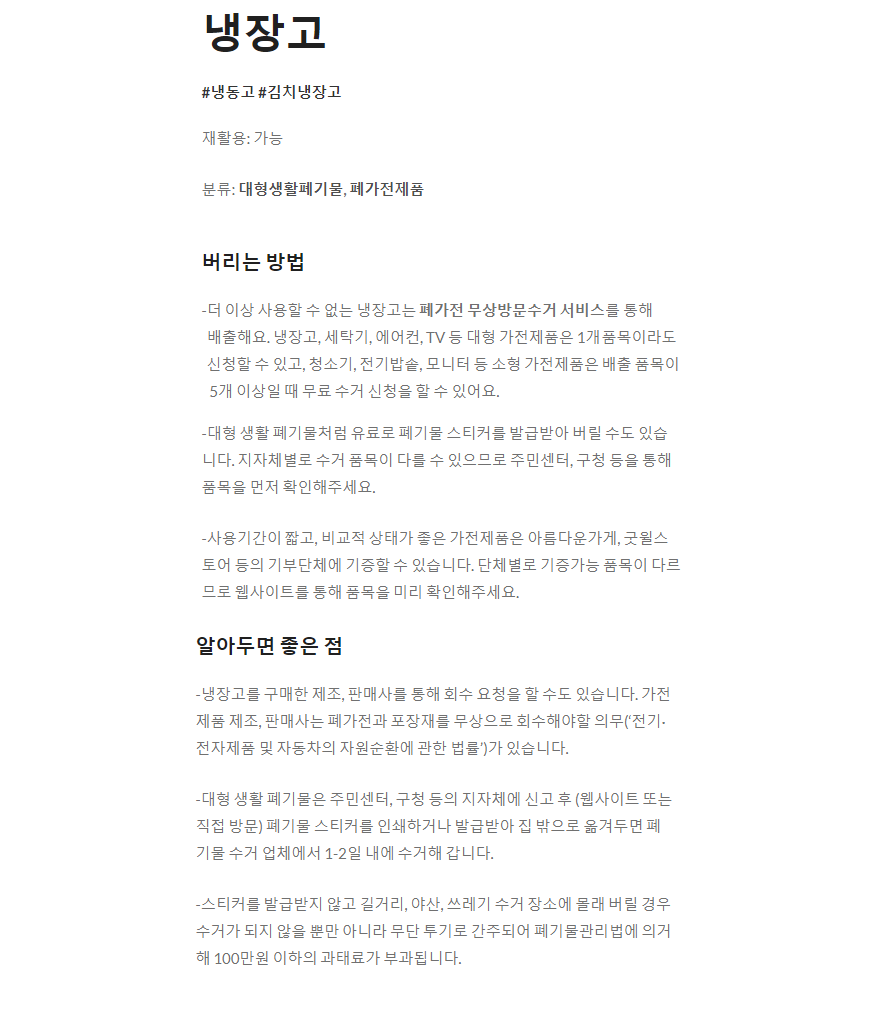 냉장고
#냉동고 #김치냉장고
재활용: 가능
분류: 대형생활폐기물, 폐가전제품
버리는 방법
-더 이상 사용할 수 없는 냉장고는 폐가전 무상방문수거 서비스를 통해
배출해요. 냉장고, 세탁기, 에어컨, TV 등 대형 가전제품은 1개품목이라도
신청할 수 있고, 청소기, 전기밥솥, 모니터 등 소형 가전제품은 배출 품목이
5개 이상일 때 무료 수거 신청을 할 수 있어요.
-대형 생활 폐기물처럼 유료로 폐기물 스티커를 발급받아 버릴 수도 있습
니다. 지자체별로 수거 품목이 다를 수 있으므로 주민센터, 구청 등을 통해
품목을 먼저 확인해주세요.
-사용기간이 짧고, 비교적 상태가 좋은 가전제품은 아름다운가게, 굿윌스
토어 등의 기부단체에 기증할 수 있습니다. 단체별로 기증가능 품목이 다르
므로 웹사이트를 통해 품목을 미리 확인해주세요.
알아두면 좋은 점
-냉장고를 구매한 제조, 판매사를 통해 회수 요청을 할 수도 있습니다. 가전
제품 제조, 판매사는 폐가전과 포장재를 무상으로 회수해야할 의무(‘전기·
전자제품 및 자동차의 자원순환에 관한 법률’)가 있습니다.
-대형 생활 폐기물은 주민센터, 구청 등의 지자체에 신고 후 (웹사이트 또는
직접 방문) 폐기물 스티커를 인쇄하거나 발급받아 집 밖으로 옮겨두면 폐
기물 수거 업체에서 1-2일 내에 수거해 갑니다.
-스티커를 발급받지 않고 길거리, 야산, 쓰레기 수거 장소에 몰래 버릴 경우
수거가 되지 않을 뿐만 아니라 무단 투기로 간주되어 폐기물관리법에 의거
해 100만원 이하의 과태료가 부과됩니다.